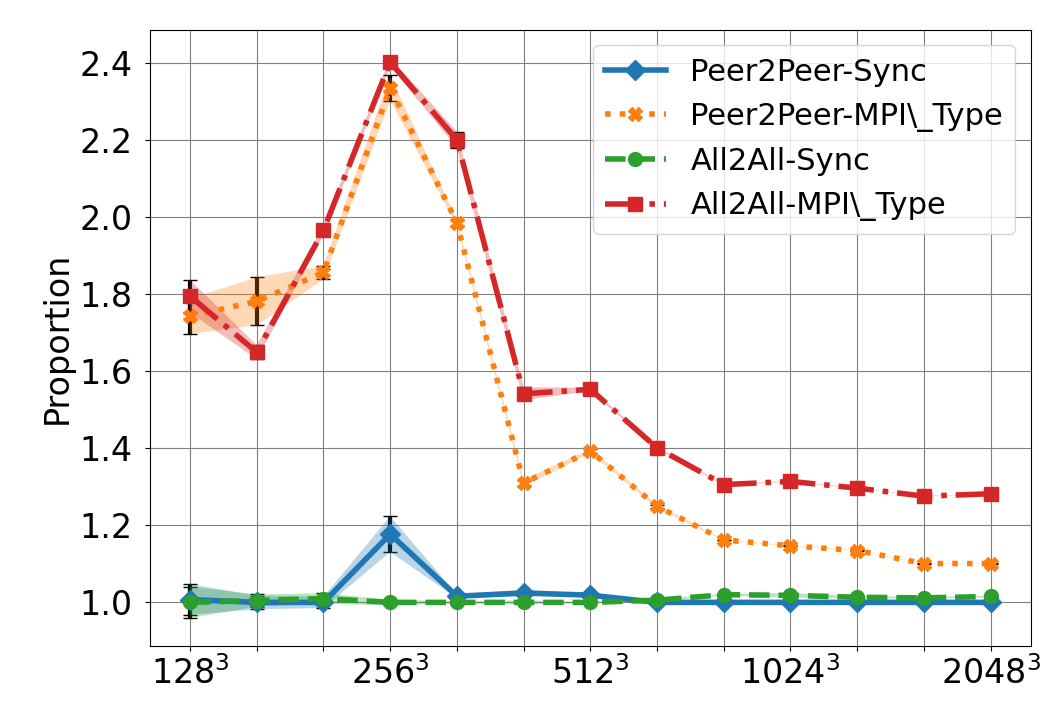 2.4
2.2
2.0
1.8
1.6
1.4
1.2
1.0
Proportion
Peer2Peer-Sync
Peer2Peer-MPI\_Type
All2All-Sync
All2All-MPI\_Type
128³ 256³ 512³ 1024³ 2048³